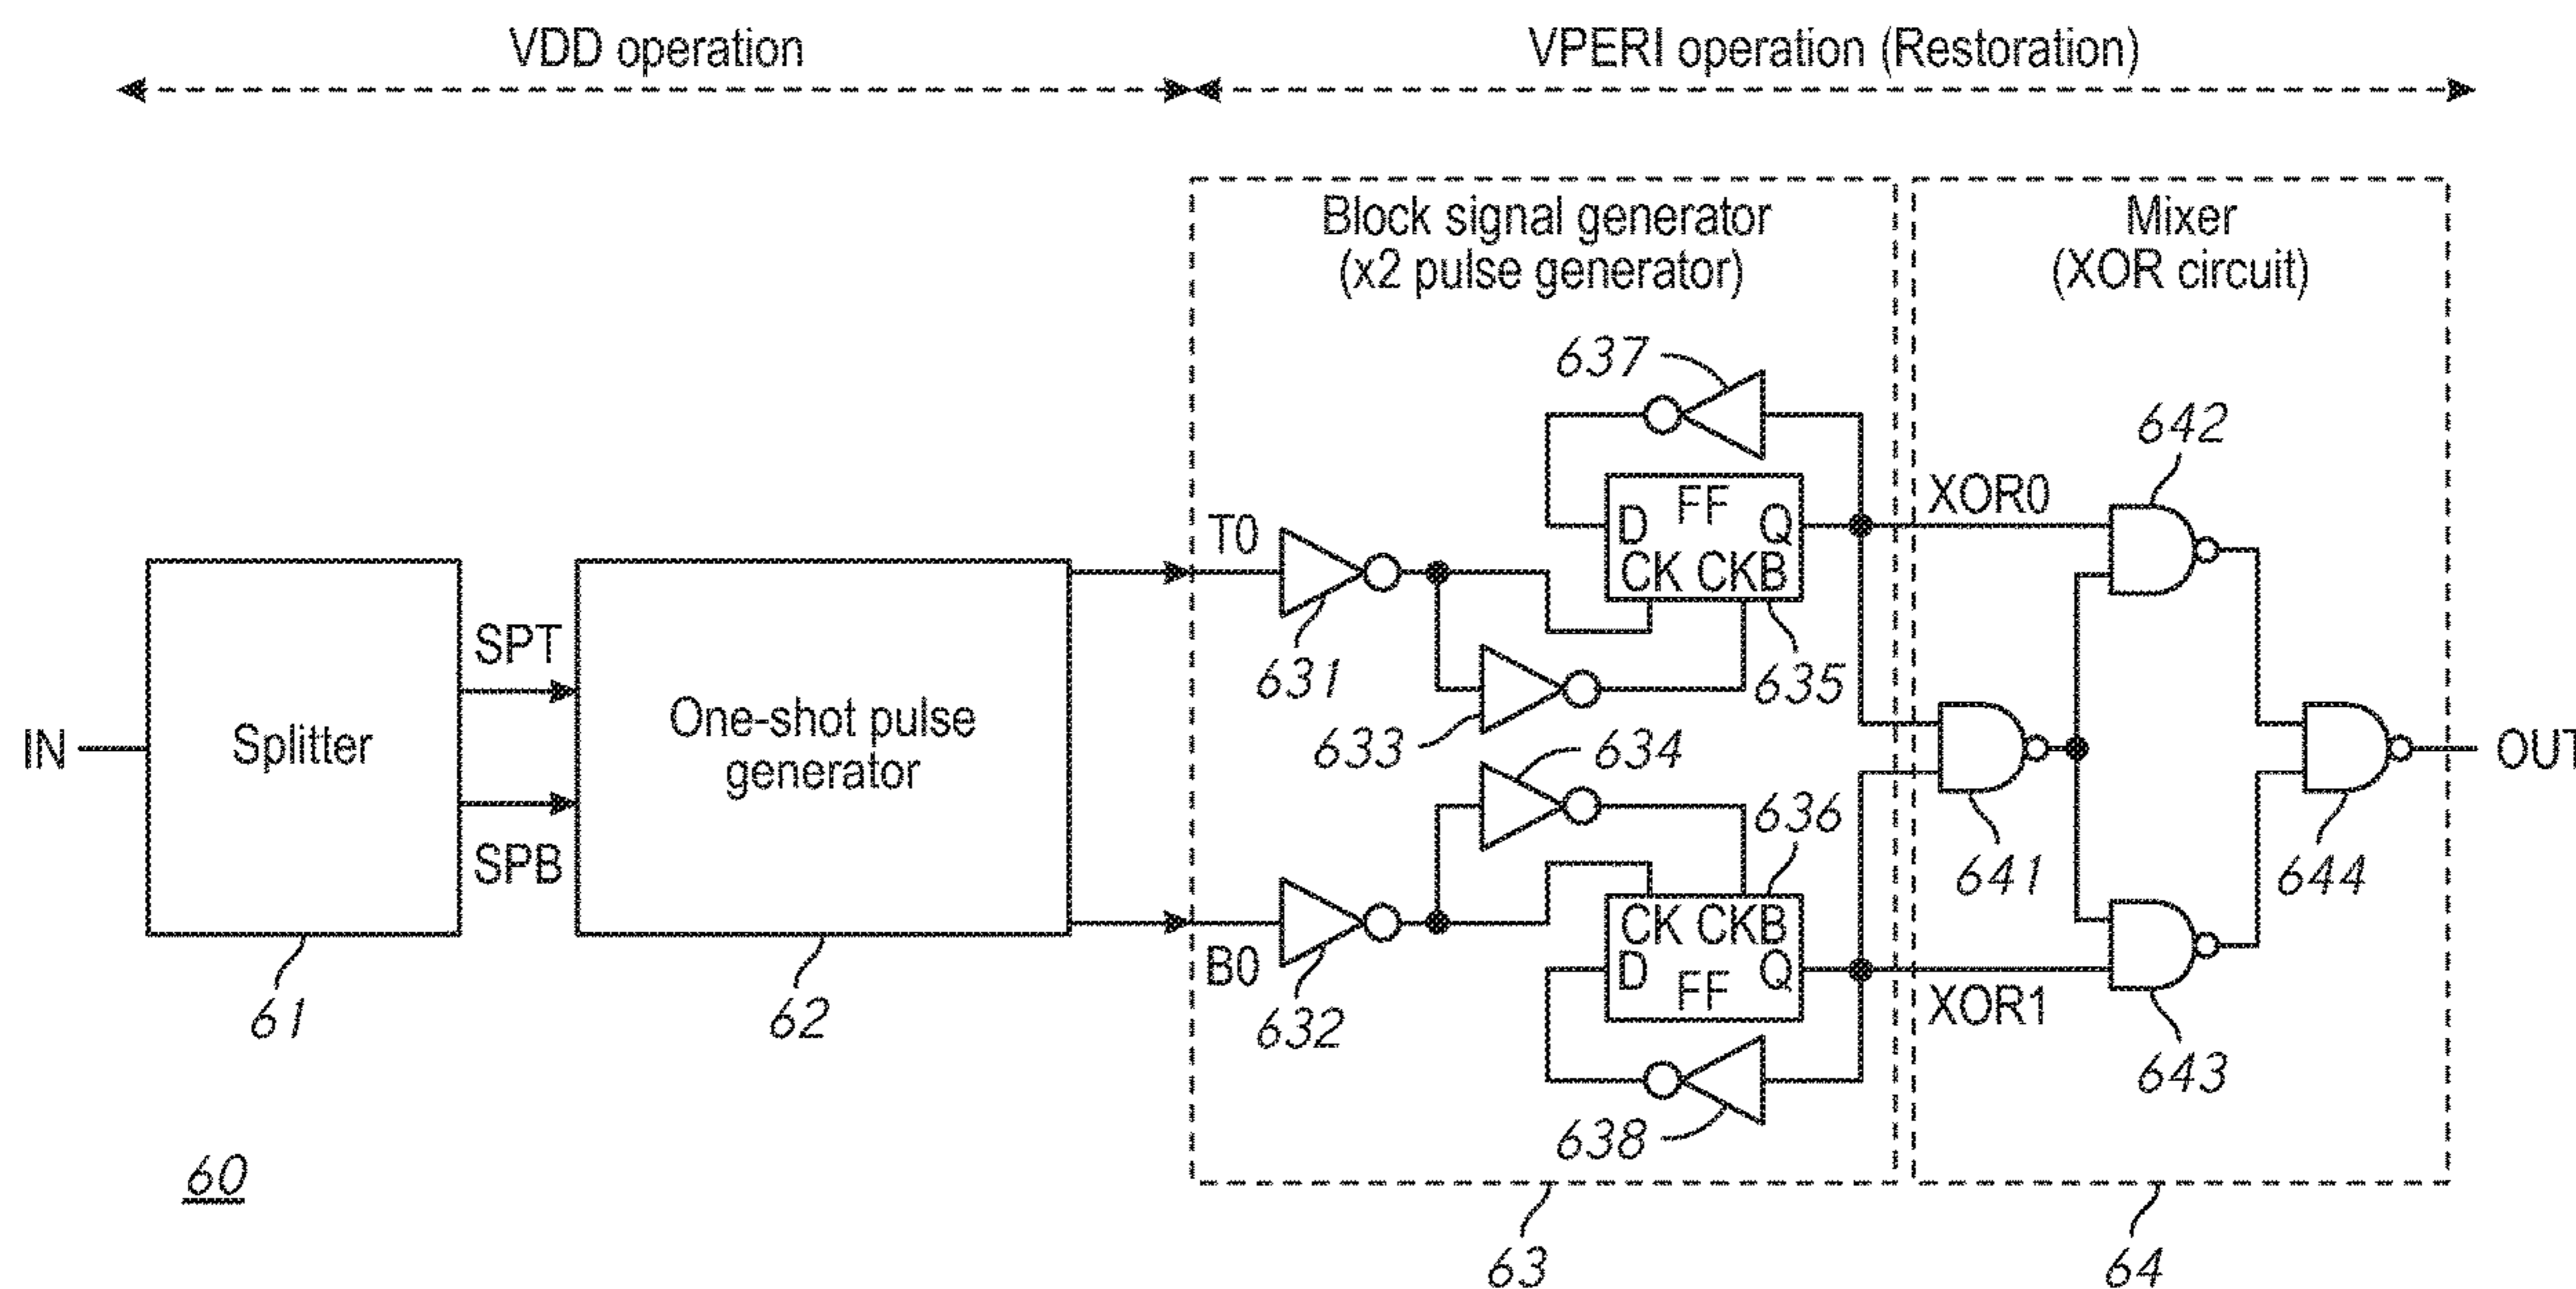 VDD operation
VPERI operation (Restoration)
Block signal generator
(x2 pulse generator)
Mixer
(XOR circuit)
637
642
XOR0
FF
D
Q
CK CKB
T0
631
635
633
SPT
IN
Splitter
One-shot pulse
generator
SPB
634
636
641
644
OUT
CK CKB
D
Q
FF
B0
632
XOR1
643
638
61
62
60
63
64